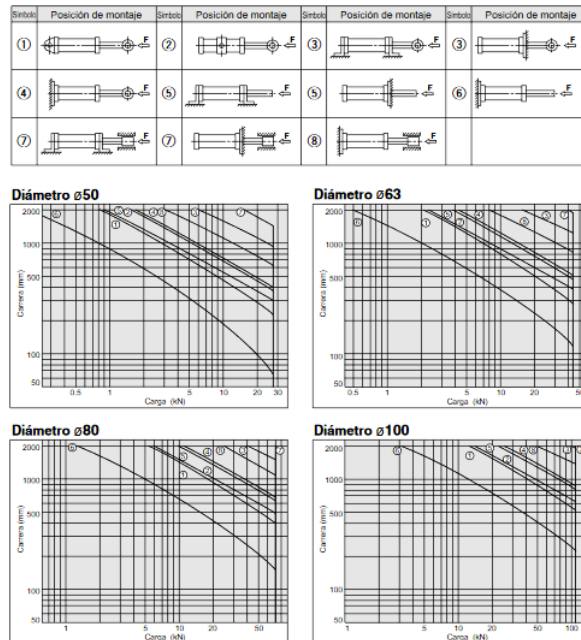 Símbolo Posición de montaje Símbolo Posición de montaje Símbolo Posición de montaje Símbolo Posición de montaje
① F ② F ③ F ③ F
④ F ⑤ F ⑤ F ⑥ F
⑦ F ⑦ F ⑧ F
Diámetro ø50
2000
1000
500
100
50
Carrera (mm)
0.5 1 5 10 20 30
Carga (kN)
Diámetro ø63
2000
1000
500
100
50
Carrera (mm)
0.5 1 5 10 50
Carga (kN)
Diámetro ø80
2000
1000
500
100
50
Carrera (mm)
1 5 10 50
Carga (kN)
Diámetro ø100
2000
1000
500
100
50
Carrera (mm)
1 5 10 50 100
Carga (kN)